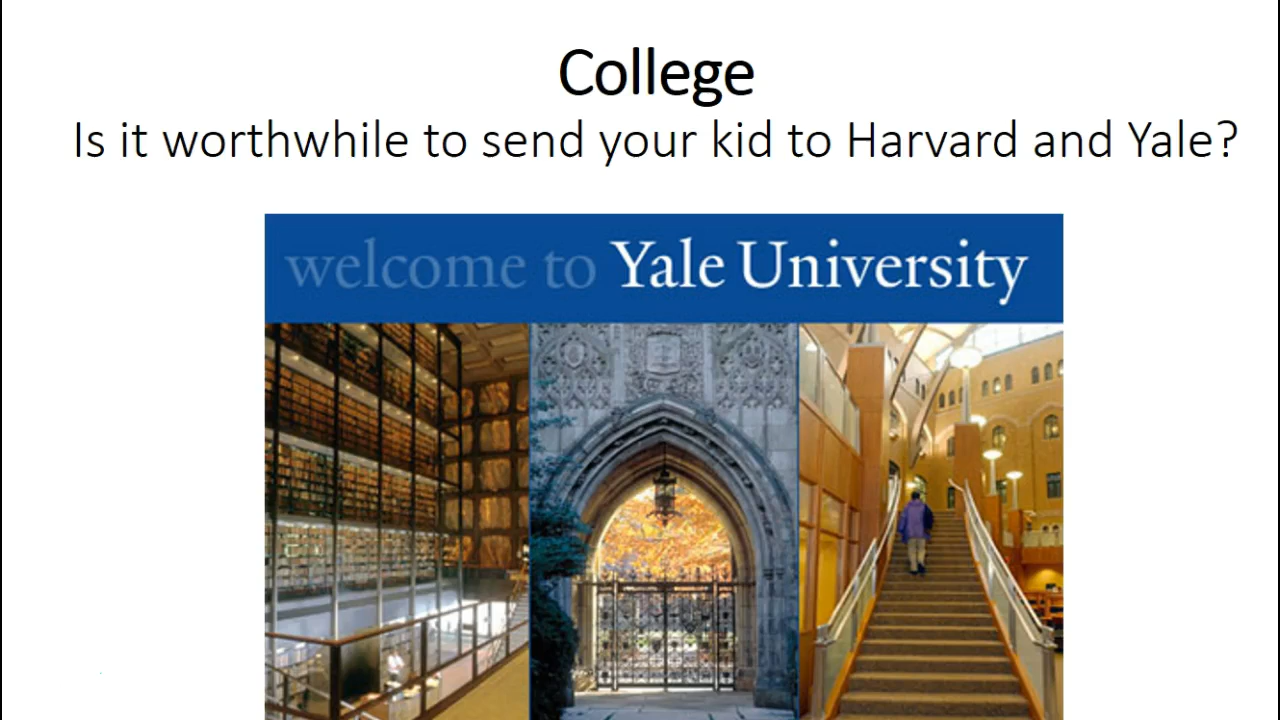 College
Is it worthwhile to send your kid to Harvard and Yale?
welcome to Yale University